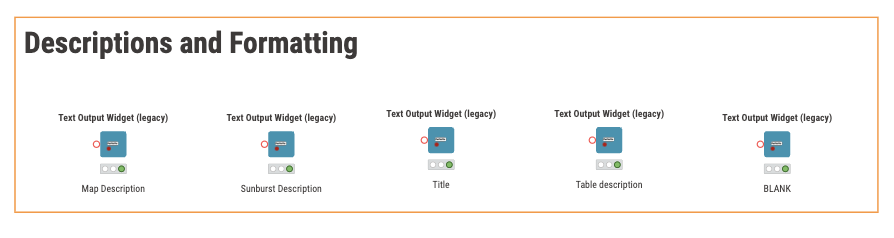 Descriptions and Formatting
Text Output Widget (legacy)
Map Description
Text Output Widget (legacy)
Sunburst Description
Text Output Widget (legacy)
Title
Text Output Widget (legacy)
Table description
Text Output Widget (legacy)
BLANK